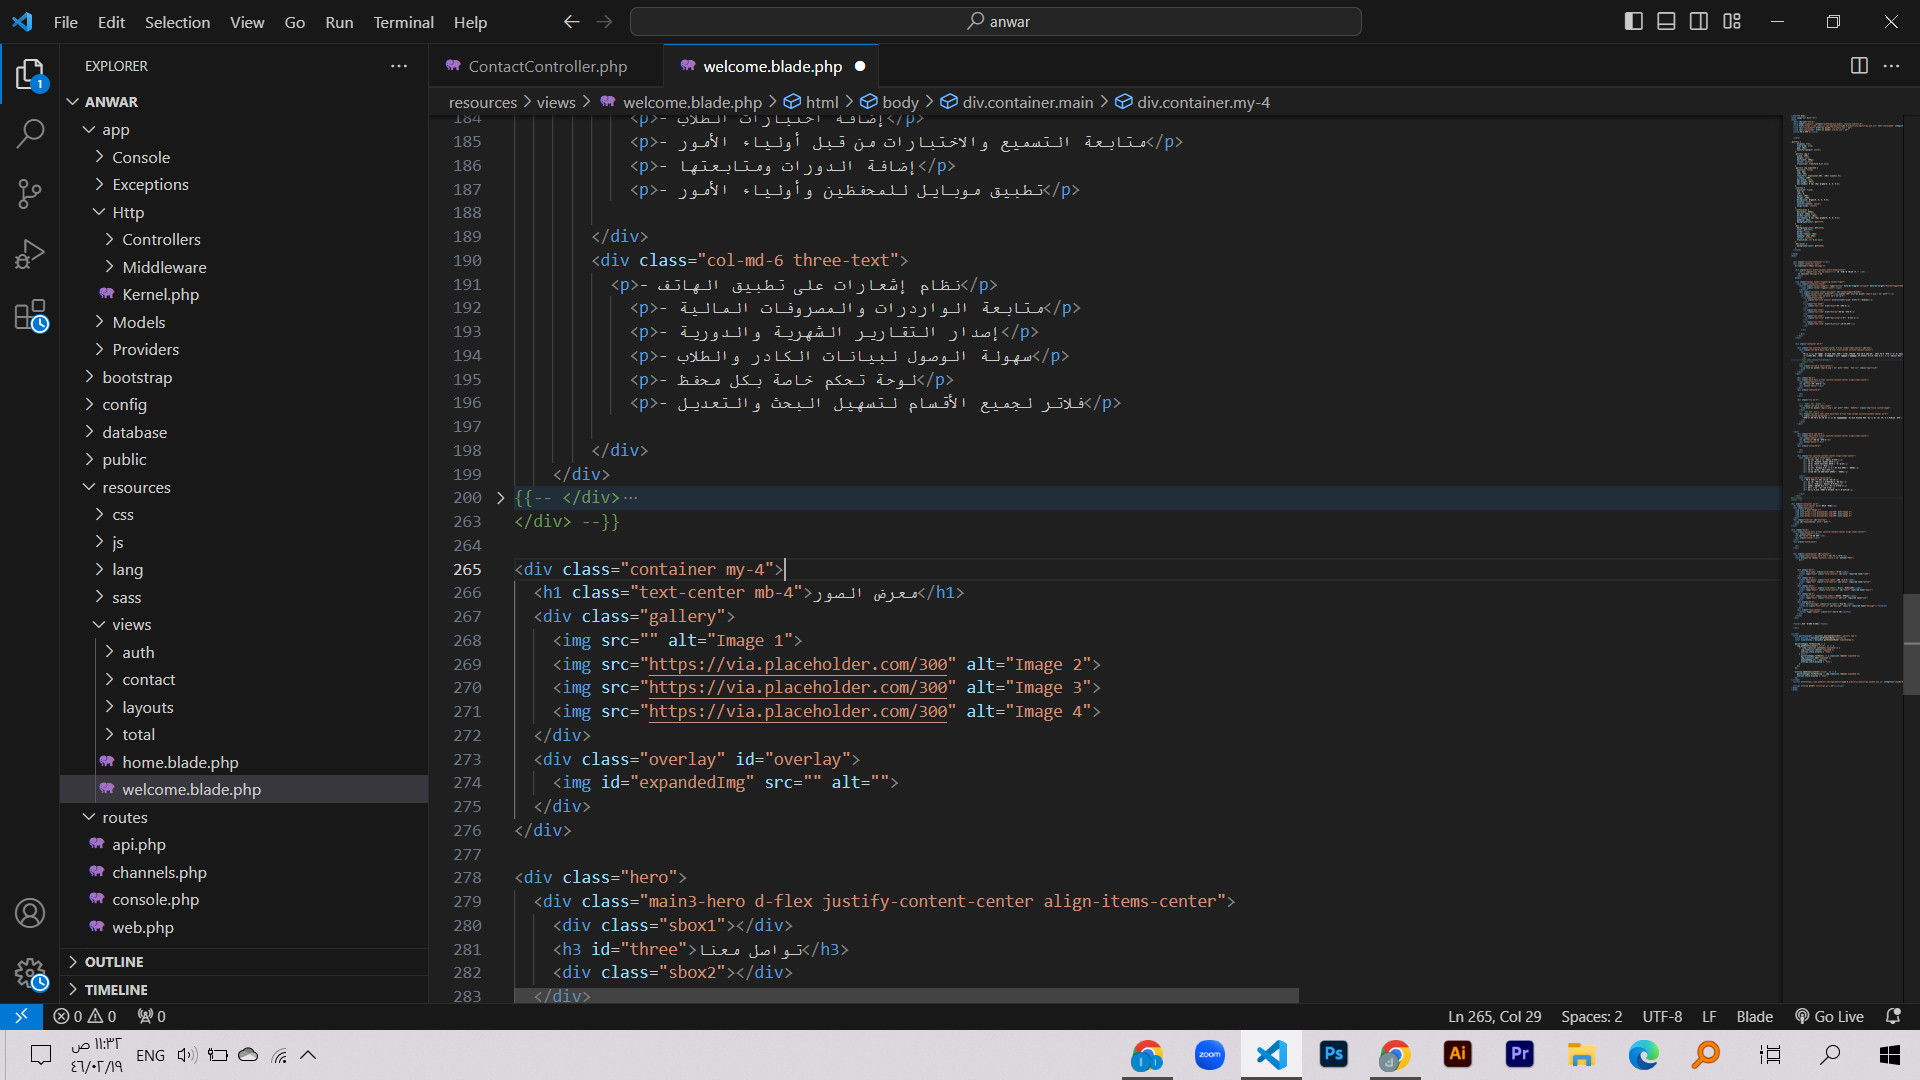 File Edit Selection View Go Run Terminal Help
anwar
EXPLORER
ANWAR
app
Console
Exceptions
Http
Controllers
Middleware
Kernel.php
Models
Providers
bootstrap
config
database
public
resources
css
js
lang
sass
views
auth
contact
layouts
total
home.blade.php
welcome.blade.php
routes
api.php
channels.php
console.php
web.php
OUTLINE
TIMELINE
ContactController.php
welcome.blade.php
resources > views > welcome.blade.php > html > body > div.container.main > div.container.my-4
184 <p>- إضافة اختبارات الطلاب</p>
185 <p>- متابعة التسميع والاختبارات من قبل أولياء الأمور</p>
186 <p>- إضافة الدورات ومتابعتها</p>
187 <p>- تطبيق موبايل للمحفظين وأولياء الأمور</p>
188
189 </div>
190 <div class="col-md-6 three-text">
191 <p>- نظام إشعارات على تطبيق الهاتف</p>
192 <p>- متابعة الواردرات والمصروفات المالية</p>
193 <p>- إصدار التقارير الشهرية والدورية</p>
194 <p>- سهولة الوصول لبيانات الكادر والطلاب</p>
195 <p>- لوحة تحكم خاصة بكل محفظ</p>
196 <p>- فلاتر لجميع الأقسام لتسهيل البحث والتعديل</p>
197
198 </div>
199 </div>
200 {{-- </div>···
263 </div> --}}
264
265 <div class="container my-4">
266 <h1 class="text-center mb-4">معرض الصور</h1>
267 <div class="gallery">
268 <img src="" alt="Image 1">
269 <img src="https://via.placeholder.com/300" alt="Image 2">
270 <img src="https://via.placeholder.com/300" alt="Image 3">
271 <img src="https://via.placeholder.com/300" alt="Image 4">
272 </div>
273 <div class="overlay" id="overlay">
274 <img id="expandedImg" src="" alt="">
275 </div>
276 </div>
277
278 <div class="hero">
279 <div class="main3-hero d-flex justify-content-center align-items-center">
280 <div class="sbox1"></div>
281 <h3 id="three">تواصل معنا</h3>
282 <div class="sbox2"></div>
283 </div>
0 0 0 Ln 265, Col 29 Spaces: 2 UTF-8 LF Blade Go Live
١١:٣٢ ص
٤٦/٠٢/١٩
ENG
zoom Ps Ai Pr